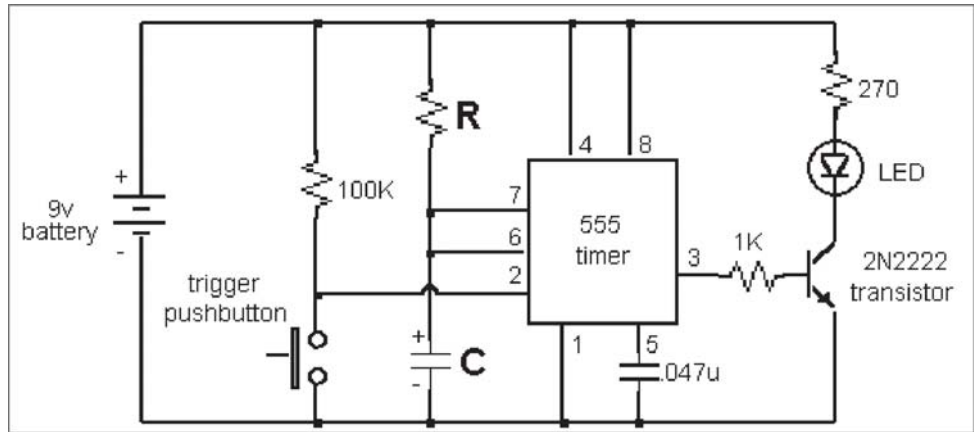 +
9v
battery
-
trigger
pushbutton
100K
R
+
C
-
7
6
2
4
8
555
timer
3
1
5
.047u
1K
270
LED
2N2222
transistor